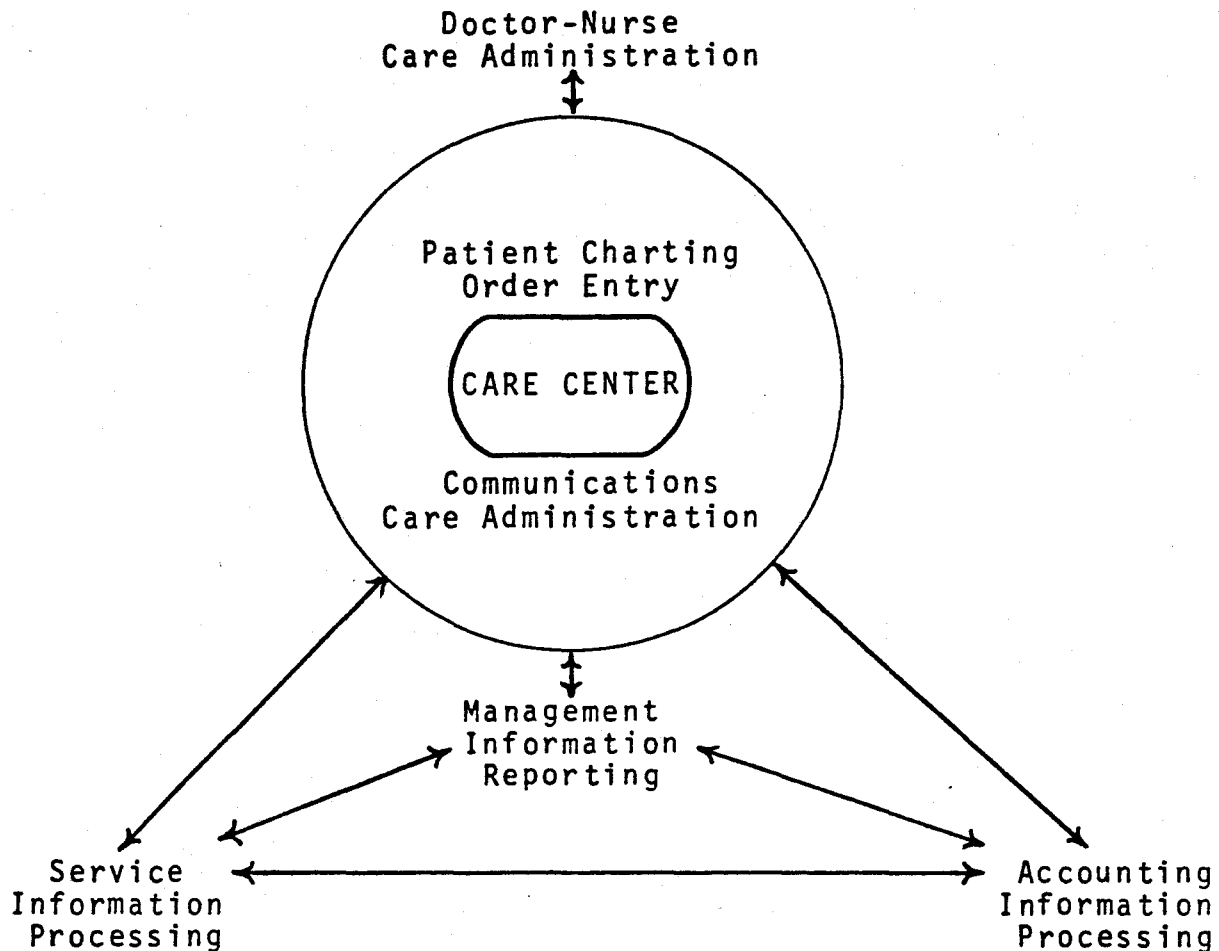 Doctor-Nurse
Care Administration
Patient Charting
Order Entry
CARE CENTER
Communications
Care Administration
Management
Information
Reporting
Service
Information
Processing
Accounting
Information
Processing